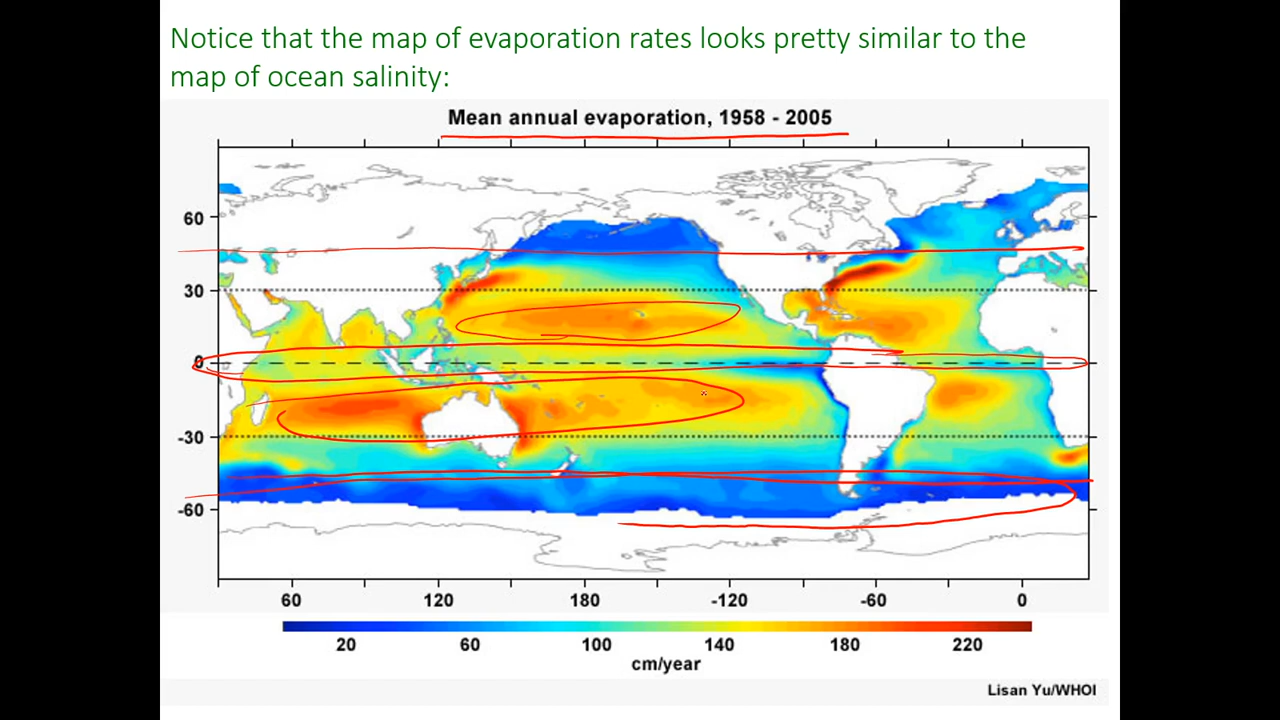 Notice that the map of evaporation rates looks pretty similar to the
map of ocean salinity:
Mean annual evaporation, 1958 - 2005
60
30
0
-30
-60
60 120 180 -120 -60 0
20 60 100 140 180 220
cm/year
Lisan Yu/WHOI